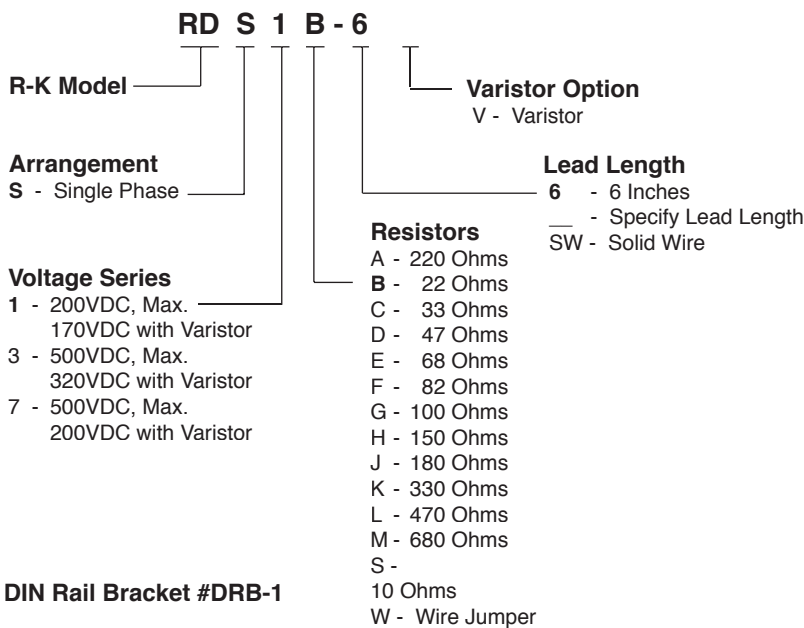 RD S 1 B - 6
R-K Model
Varistor Option
V - Varistor
Arrangement
S - Single Phase
Lead Length
6 - 6 Inches
__ - Specify Lead Length
SW - Solid Wire
Voltage Series
1 - 200VDC, Max.
170VDC with Varistor
3 - 500VDC, Max.
320VDC with Varistor
7 - 500VDC, Max.
200VDC with Varistor
Resistors
A - 220 Ohms
B - 22 Ohms
C - 33 Ohms
D - 47 Ohms
E - 68 Ohms
F - 82 Ohms
G - 100 Ohms
H - 150 Ohms
J - 180 Ohms
K - 330 Ohms
L - 470 Ohms
M - 680 Ohms
S -
10 Ohms
W - Wire Jumper
DIN Rail Bracket #DRB-1